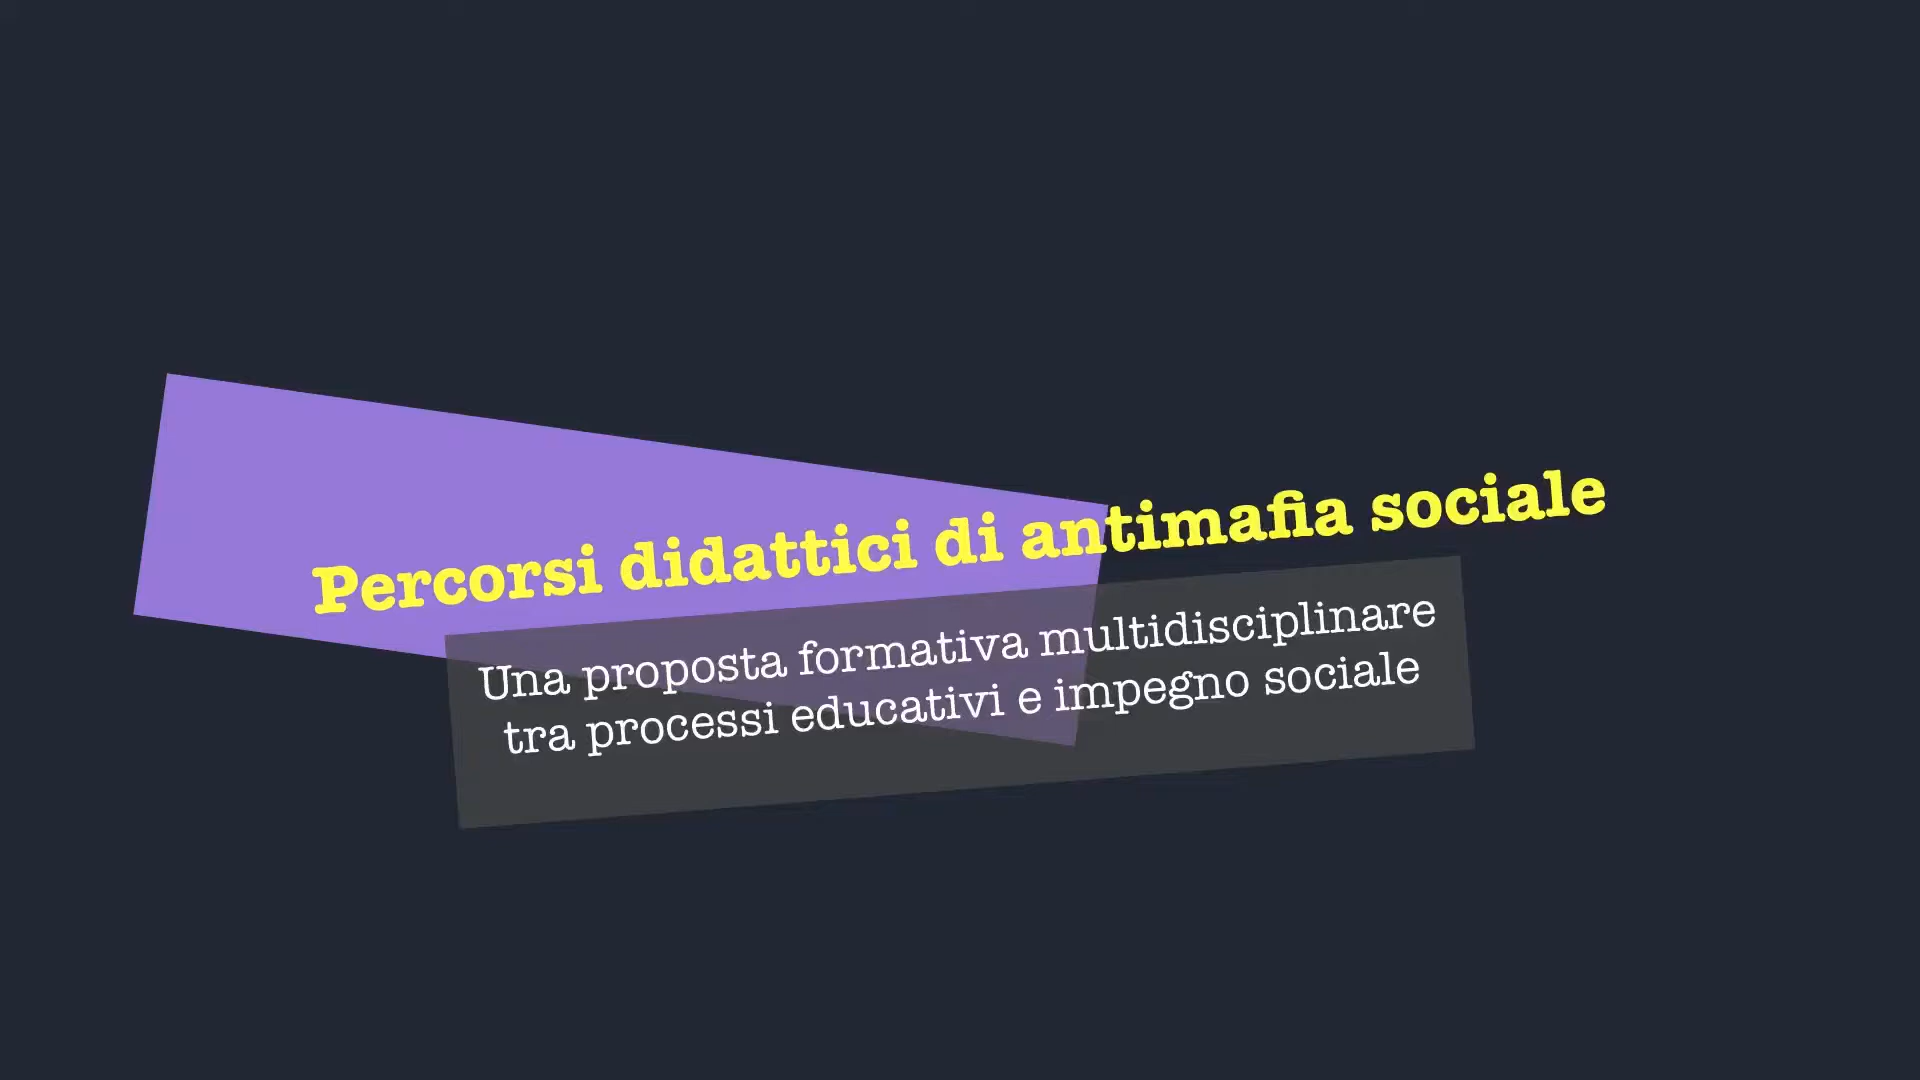 Percorsi didattici di antimafia sociale
Una proposta formativa multidisciplinare
tra processi educativi e impegno sociale